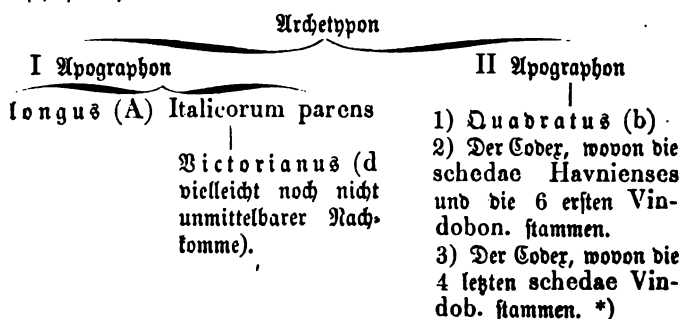 Archetypon
I Apographon
longus (A) Italicorum parens
Victorianus (d
vielleicht noch nicht
unmittelbarer Nach-
komme).
II Apographon
1) Quadratus (b)
2) Der Codex, wovon die
schedae Havnienses
und die 6 ersten Vin-
dobon. stammen.
3) Der Codex, wovon die
4 letzten schedae Vin-
dob. stammen. *)